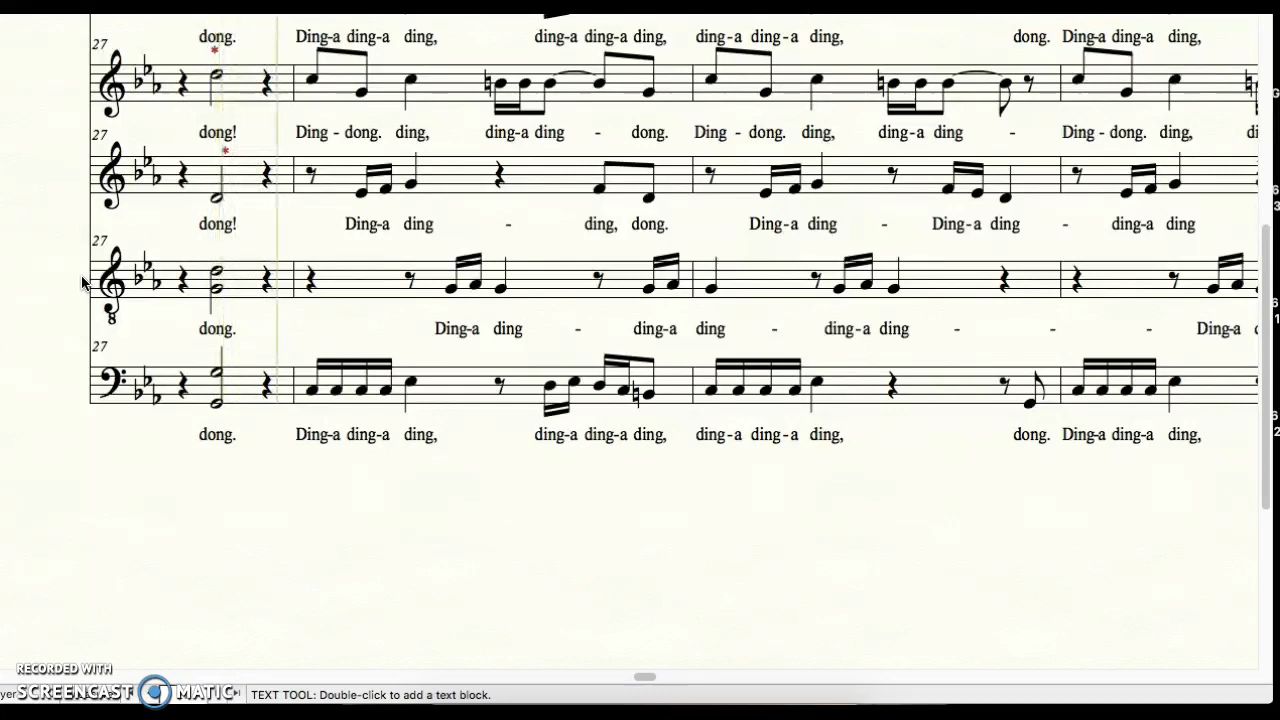 dong. Ding-a ding-a ding, ding-a ding-a ding, ding-a ding-a ding, dong. Ding-a ding-a ding,
27
*
dong! Ding - dong. ding, ding-a ding - dong. Ding - dong. ding, ding-a ding - Ding - dong. ding, di
27
*
dong! Ding-a ding - ding, dong. Ding-a ding - Ding-a ding - ding-a ding
27
8
dong. Ding-a ding - ding-a ding - ding-a ding - - - Ding-a
27
dong. Ding-a ding-a ding, ding-a ding-a ding, ding-a ding-a ding, dong. Ding-a ding-a ding,
RECORDED WITH
SCREENCAST MATIC
TEXT TOOL: Double-click to add a text block.